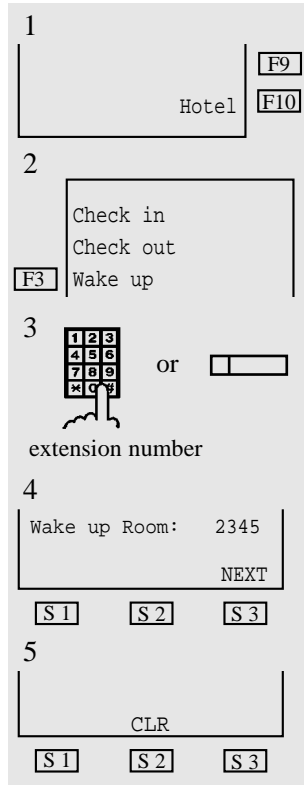 1
F9
Hotel F10
2
Check in
Check out
F3 Wake up
3
1 2 3
4 5 6
7 8 9
* 0 #
or
extension number
4
Wake up Room: 2345
NEXT
S 1 S 2 S 3
5
CLR
S 1 S 2 S 3